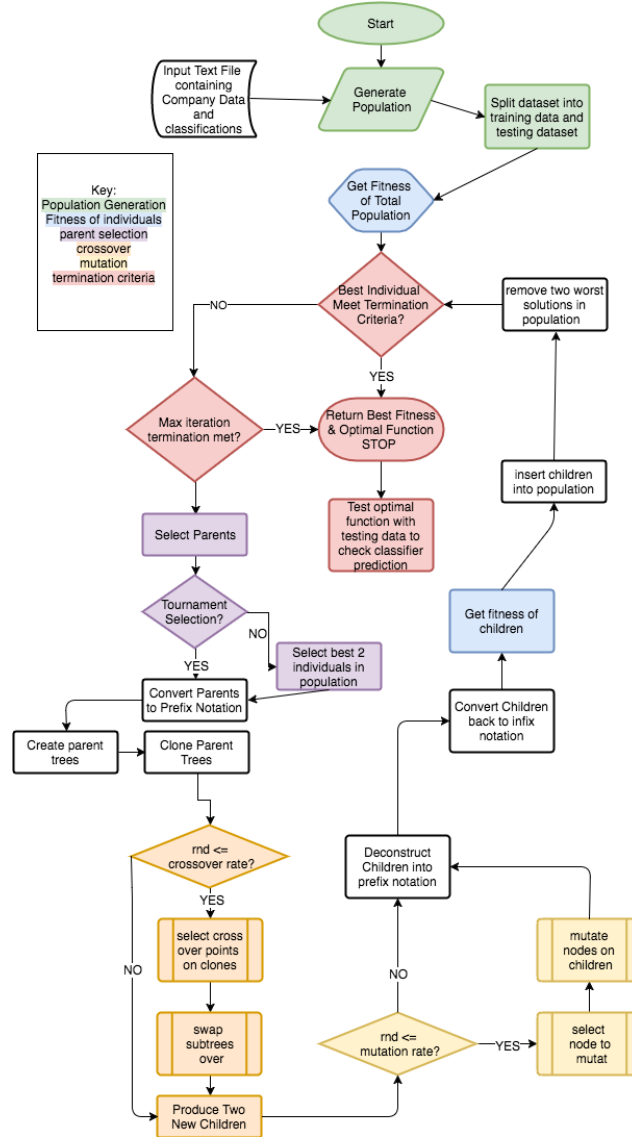 Start
Input Text File
containing
Company Data
and
classifications
Generate
Population
Split dataset into
training data and
testing dataset
Key:
Population Generation
Fitness of individuals
parent selection
crossover
mutation
termination criteria
Get Fitness
of Total
Population
Best Individual
Meet Termination
Criteria?
remove two worst
solutions in
population
NO
YES
Max iteration
termination met?
YES
Return Best Fitness
& Optimal Function
STOP
insert children
into population
Test optimal
function with
testing data to
check classifier
prediction
Select Parents
Tournament
Selection?
NO
YES
Select best 2
individuals in
population
Get fitness of
children
Convert Parents
to Prefix Notation
Convert Children
back to infix
notation
Create parent
trees
Clone Parent
Trees
rnd <=
crossover rate?
YES
NO
Deconstruct
Children into
prefix notation
select cross
over points
on clones
mutate
nodes on
children
NO
swap
subtrees
over
rnd <=
mutation rate?
YES
select
node to
mutat
Produce Two
New Children